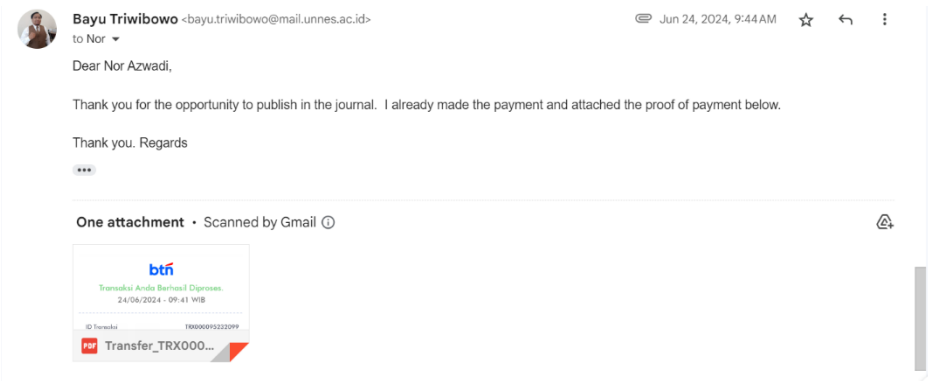 Bayu Triwibowo <bayu.triwibowo@mail.unnes.ac.id> Jun 24, 2024, 9:44 AM
to Nor
Dear Nor Azwadi,
Thank you for the opportunity to publish in the journal. I already made the payment and attached the proof of payment below.
Thank you. Regards
One attachment • Scanned by Gmail
btn
Transaksi Anda Berhasil Diproses.
24/06/2024 - 09:41 WIB
ID Transaksi TRX000095232099
PDF Transfer_TRX000...